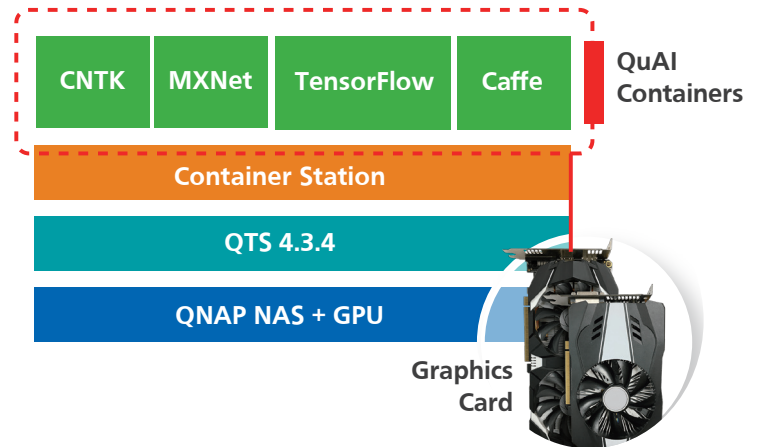 CNTK
MXNet
TensorFlow
Caffe
QuAI
Containers
Container Station
QTS 4.3.4
QNAP NAS + GPU
Graphics
Card